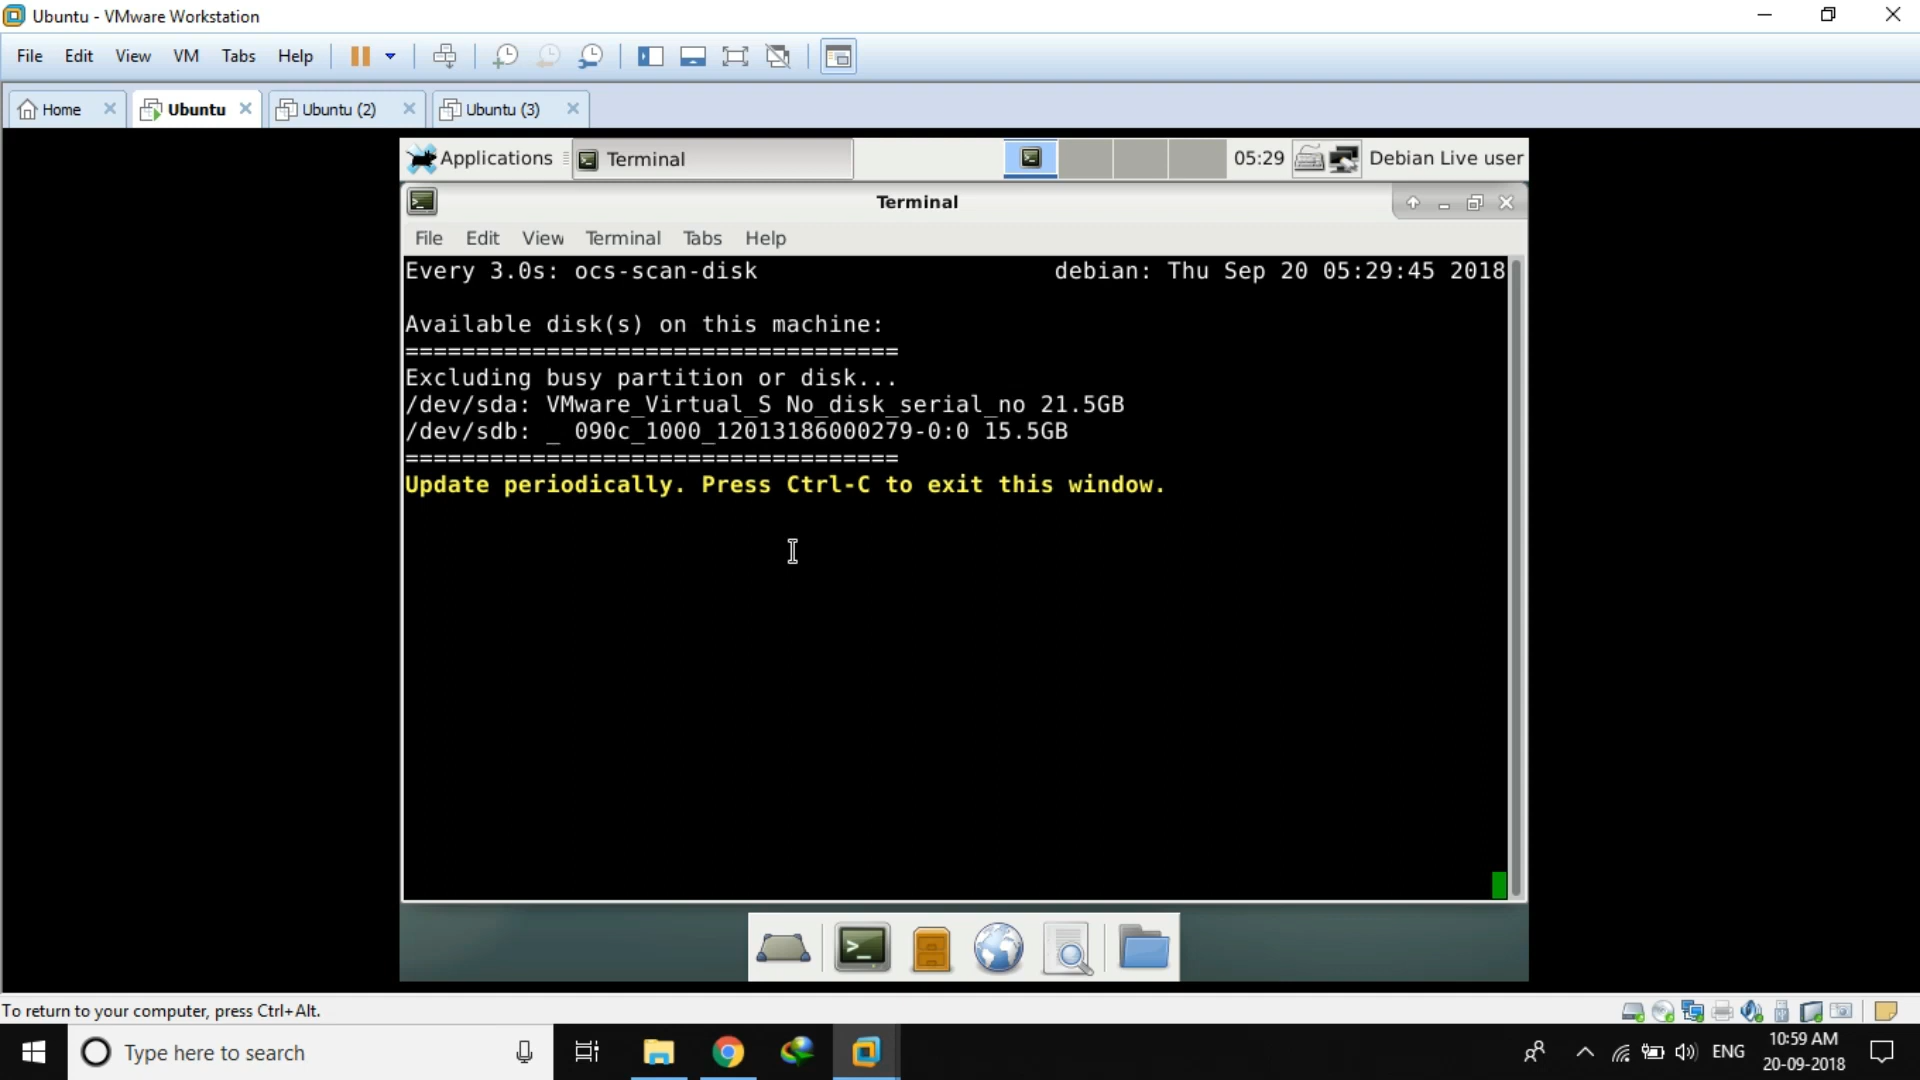 Ubuntu - VMware Workstation
File Edit View VM Tabs Help
Home Ubuntu Ubuntu (2) Ubuntu (3)
Applications Terminal 05:29 Debian Live user
Terminal
File Edit View Terminal Tabs Help
Every 3.0s: ocs-scan-disk debian: Thu Sep 20 05:29:45 2018
Available disk(s) on this machine:
===================================
Excluding busy partition or disk...
/dev/sda: VMware_Virtual_S No_disk_serial_no 21.5GB
/dev/sdb: _ 090c_1000_12013186000279-0:0 15.5GB
===================================
Update periodically. Press Ctrl-C to exit this window.
To return to your computer, press Ctrl+Alt.
Type here to search
ENG
10:59 AM
20-09-2018